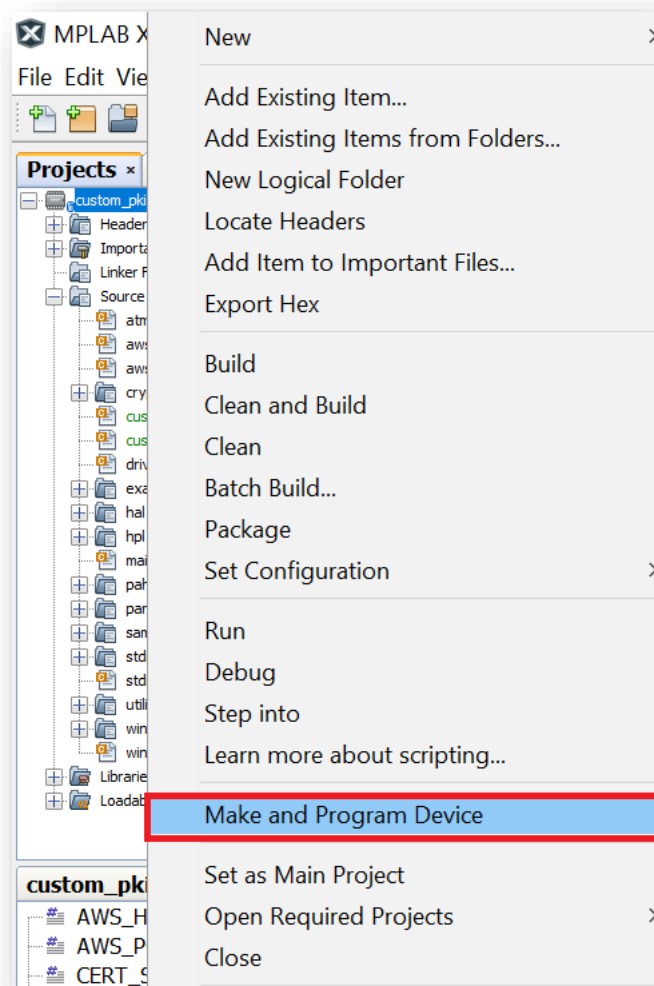 MPLAB X
File Edit Vie
Projects ×
custom_pki
Header
Importa
Linker F
Source
atm
aws
aws
cry
cus
cus
driv
exa
hal
hpl
mai
pah
par
sam
std
std
utili
win
win
Librarie
Loadab
custom_pki
AWS_H
AWS_P
CERT_S
New
Add Existing Item...
Add Existing Items from Folders...
New Logical Folder
Locate Headers
Add Item to Important Files...
Export Hex
Build
Clean and Build
Clean
Batch Build...
Package
Set Configuration
Run
Debug
Step into
Learn more about scripting...
Make and Program Device
Set as Main Project
Open Required Projects
Close